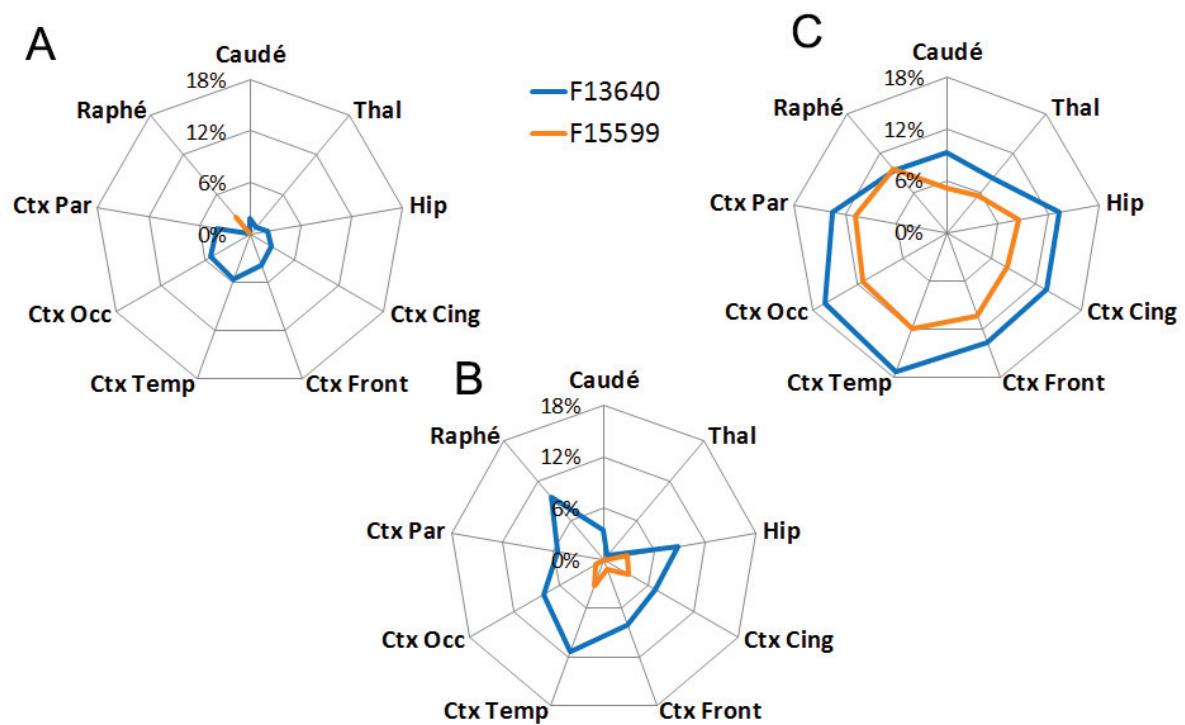 A
Caudé
18%
12%
6%
0%
Thal
Hip
Ctx Cing
Ctx Front
Ctx Temp
Ctx Occ
Ctx Par
Raphé
F13640
F15599
C
Caudé
18%
12%
6%
0%
Thal
Hip
Ctx Cing
Ctx Front
Ctx Temp
Ctx Occ
Ctx Par
Raphé
B
Caudé
18%
12%
6%
0%
Thal
Hip
Ctx Cing
Ctx Front
Ctx Temp
Ctx Occ
Ctx Par
Raphé